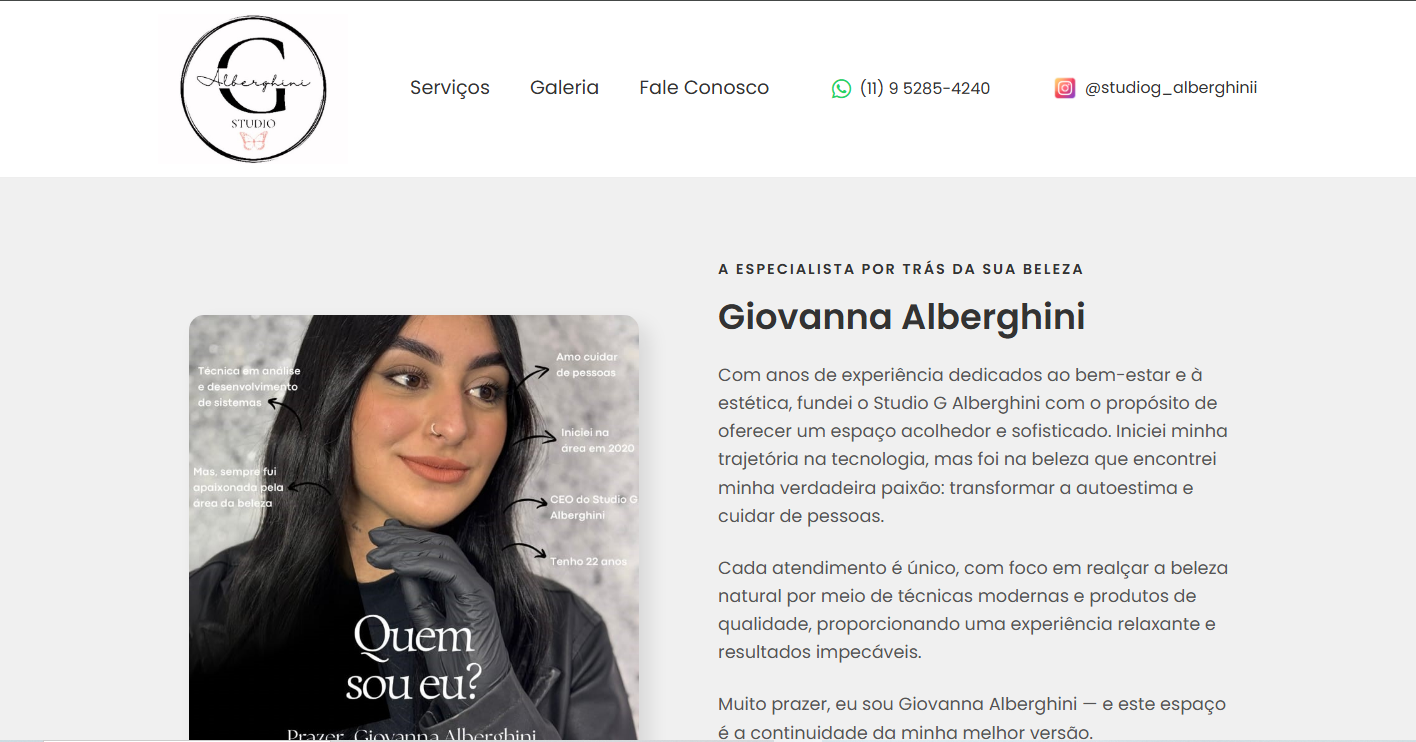 G
Alberghini
STUDIO
Serviços
Galeria
Fale Conosco
(11) 9 5285-4240
@studiog_alberghinii
Técnica em análise
e desenvolvimento
de sistemas
Mas, sempre fui
apaixonada pela
área da beleza
Amo cuidar
de pessoas
Iniciei na
área em 2020
CEO do Studio G
Alberghini
Tenho 22 anos
Quem
sou eu?
Prazer, Giovanna Alberghini
A ESPECIALISTA POR TRÁS DA SUA BELEZA
Giovanna Alberghini
Com anos de experiência dedicados ao bem-estar e à
estética, fundei o Studio G Alberghini com o propósito de
oferecer um espaço acolhedor e sofisticado. Iniciei minha
trajetória na tecnologia, mas foi na beleza que encontrei
minha verdadeira paixão: transformar a autoestima e
cuidar de pessoas.
Cada atendimento é único, com foco em realçar a beleza
natural por meio de técnicas modernas e produtos de
qualidade, proporcionando uma experiência relaxante e
resultados impecáveis.
Muito prazer, eu sou Giovanna Alberghini — e este espaço
é a continuidade da minha melhor versão.